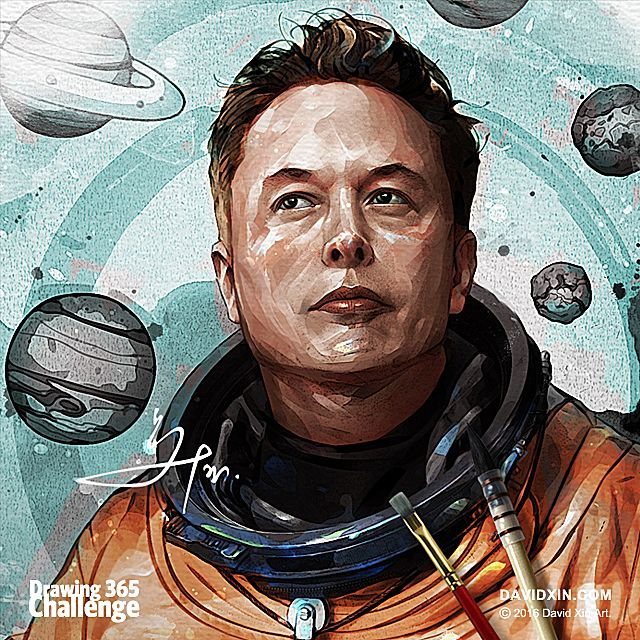 Drawing 365
Challenge
DAVIDXIN.COM
© 2016 David Xin Art.